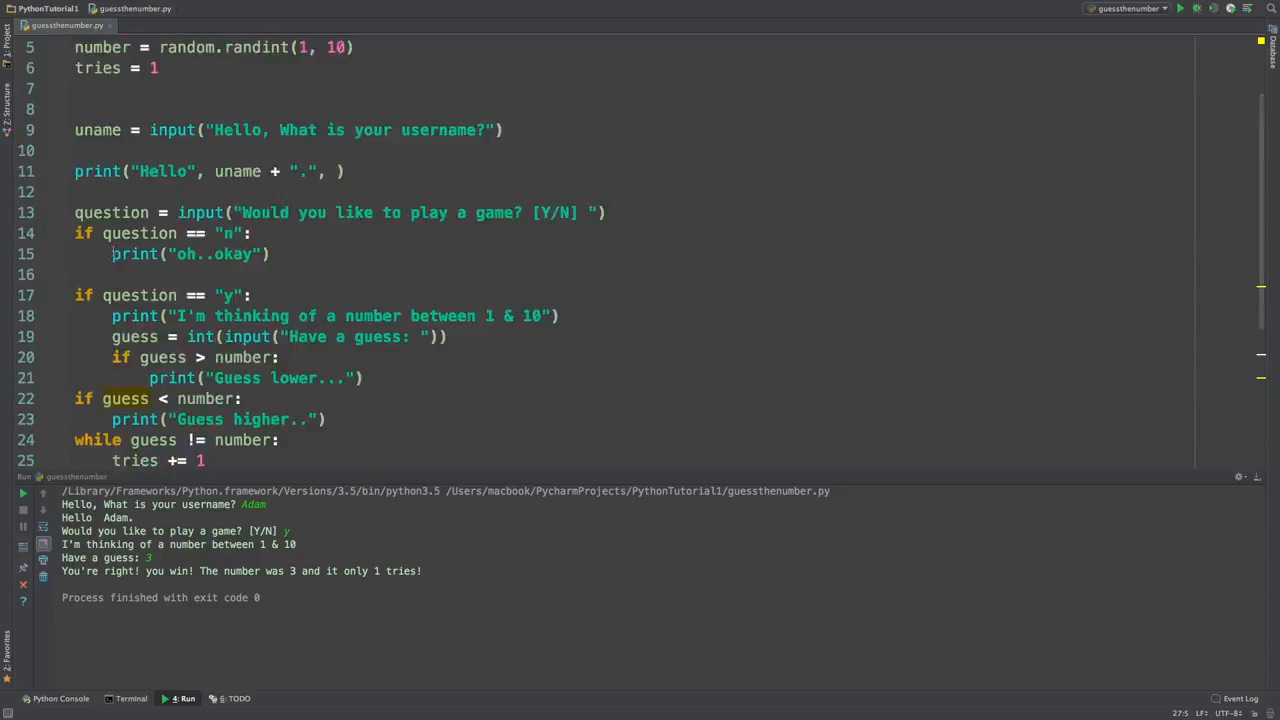 PythonTutorial1 guessthenumber.py guessthenumber
guessthenumber.py
1: Project
Z: Structure
2: Favorites
Database
5 number = random.randint(1, 10)
6 tries = 1
7
8
9 uname = input("Hello, What is your username?")
10
11 print("Hello", uname + ".", )
12
13 question = input("Would you like to play a game? [Y/N] ")
14 if question == "n":
15 print("oh..okay")
16
17 if question == "y":
18 print("I'm thinking of a number between 1 & 10")
19 guess = int(input("Have a guess: "))
20 if guess > number:
21 print("Guess lower...")
22 if guess < number:
23 print("Guess higher..")
24 while guess != number:
25 tries += 1
Run guessthenumber
/Library/Frameworks/Python.framework/Versions/3.5/bin/python3.5 /Users/macbook/PycharmProjects/PythonTutorial1/guessthenumber.py
Hello, What is your username? Adam
Hello  Adam.
Would you like to play a game? [Y/N] y
I'm thinking of a number between 1 & 10
Have a guess: 3
You're right! you win! The number was 3 and it only 1 tries!
Process finished with exit code 0
Python Console Terminal 4: Run 6: TODO Event Log
27:5 LF÷ UTF-8÷